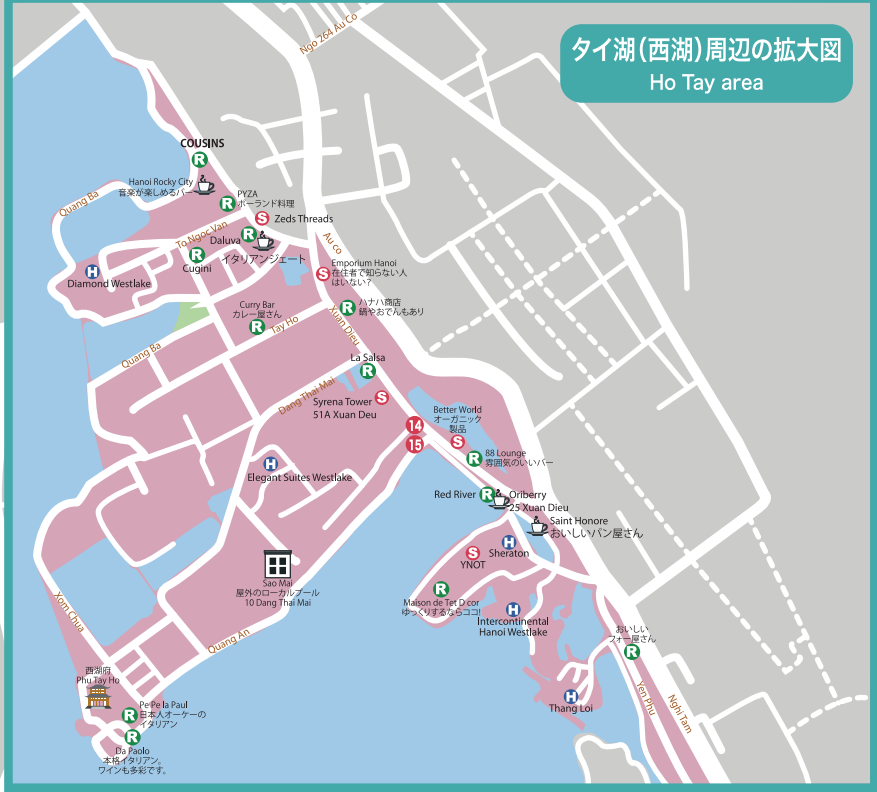 タイ湖(西湖)周辺の拡大図
Ho Tay area
Ngo 264 Au Co
COUSINS
Hanoi Rocky City
音楽が楽しめるバー
Quang Ba
PYZA
ポーランド料理
Zeds Threads
To Ngoc Van
Daluva
イタリアンジェート
Cugini
Au co
Diamond Westlake
Emporium Hanoi
在住者で知らない人
はいない?
Curry Bar
カレー屋さん
ハナハ商店
鍋やおでんもあり
Tay Ho
Xuan Dieu
Quang Ba
La Salsa
Dang Thai Mai
Syrena Tower
51A Xuan Deu
Better World
オーガニック
製品
14
15
88 Lounge
雰囲気のいいバー
Elegant Suites Westlake
Red River
Oriberry
25 Xuan Dieu
Saint Honore
おいしいパン屋さん
Sheraton
YNOT
Sao Mai
屋外のローカルプール
10 Dang Thai Mai
Maison de Tet D cor
ゆっくりするならココ!
Intercontinental
Hanoi Westlake
Xom Chua
Quang An
おいしい
フォー屋さん
西湖府
Phu Tay Ho
Pe Pe la Paul
日本人オーケーの
イタリアン
Thang Loi
Yen Phu
Nghi Tam
Da Paolo
本格イタリアン。
ワインも多彩です。
R
S
H